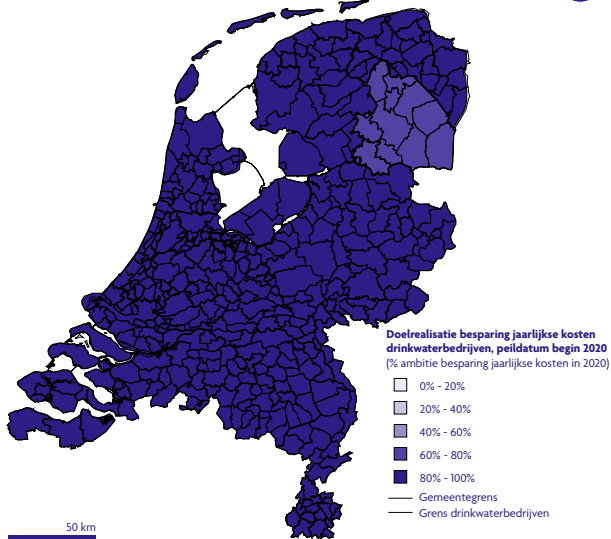 Doelrealisatie besparing jaarlijkse kosten
drinkwaterbedrijven, peildatum begin 2020
(% ambitie besparing jaarlijkse kosten in 2020)
0% - 20%
20% - 40%
40% - 60%
60% - 80%
80% - 100%
Gemeentegrens
Grens drinkwaterbedrijven
50 km